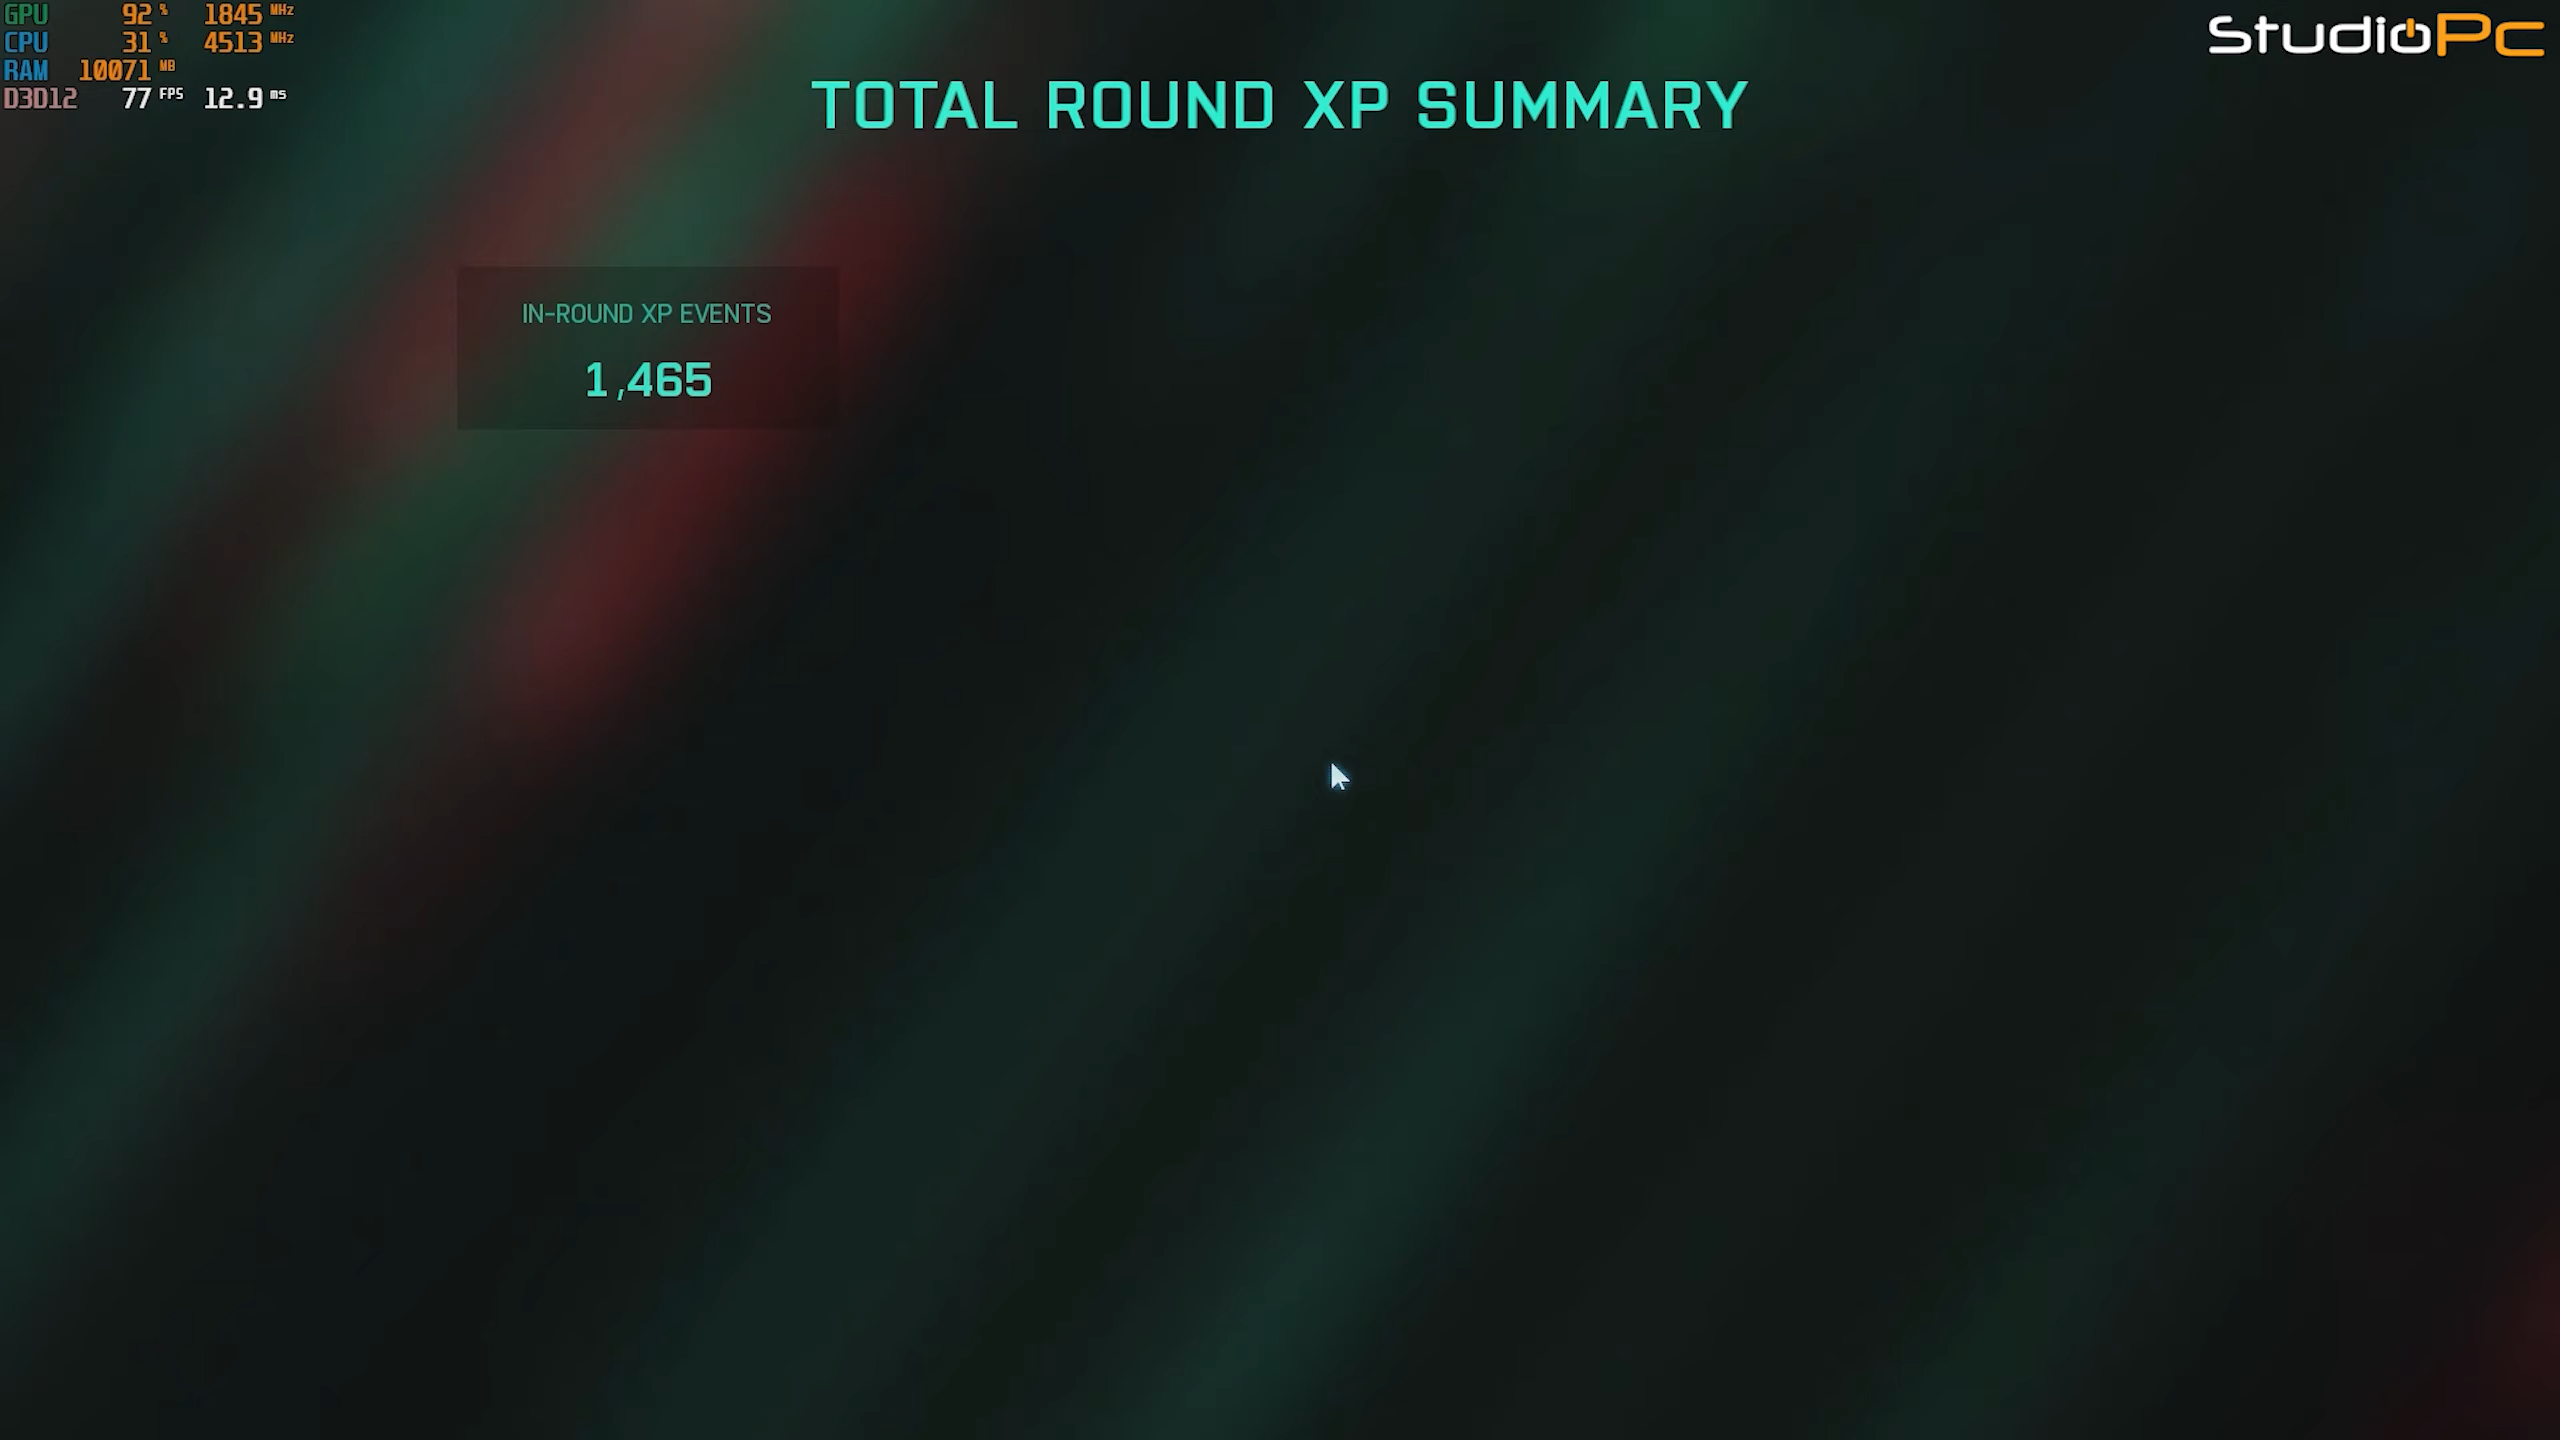 GPU 92 % 1845 MHz
CPU 31 % 4513 MHz
RAM 10071 MB
D3D12 77 FPS 12.9 ms
StudioPc
TOTAL ROUND XP SUMMARY
IN-ROUND XP EVENTS
1,465